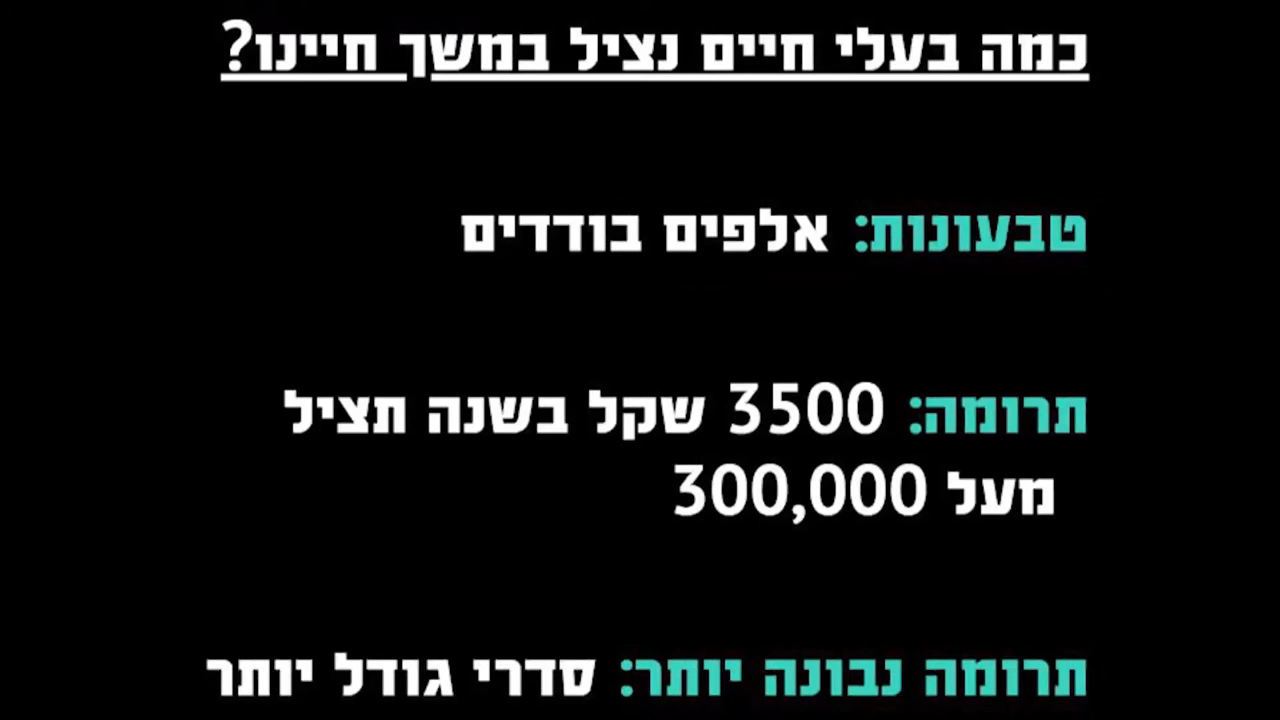 כמה בעלי חיים נציל במשך חיינו?
טבעונות: אלפים בודדים
תרומה: 3500 שקל בשנה תציל
מעל 300,000
תרומה נבונה יותר: סדרי גודל יותר